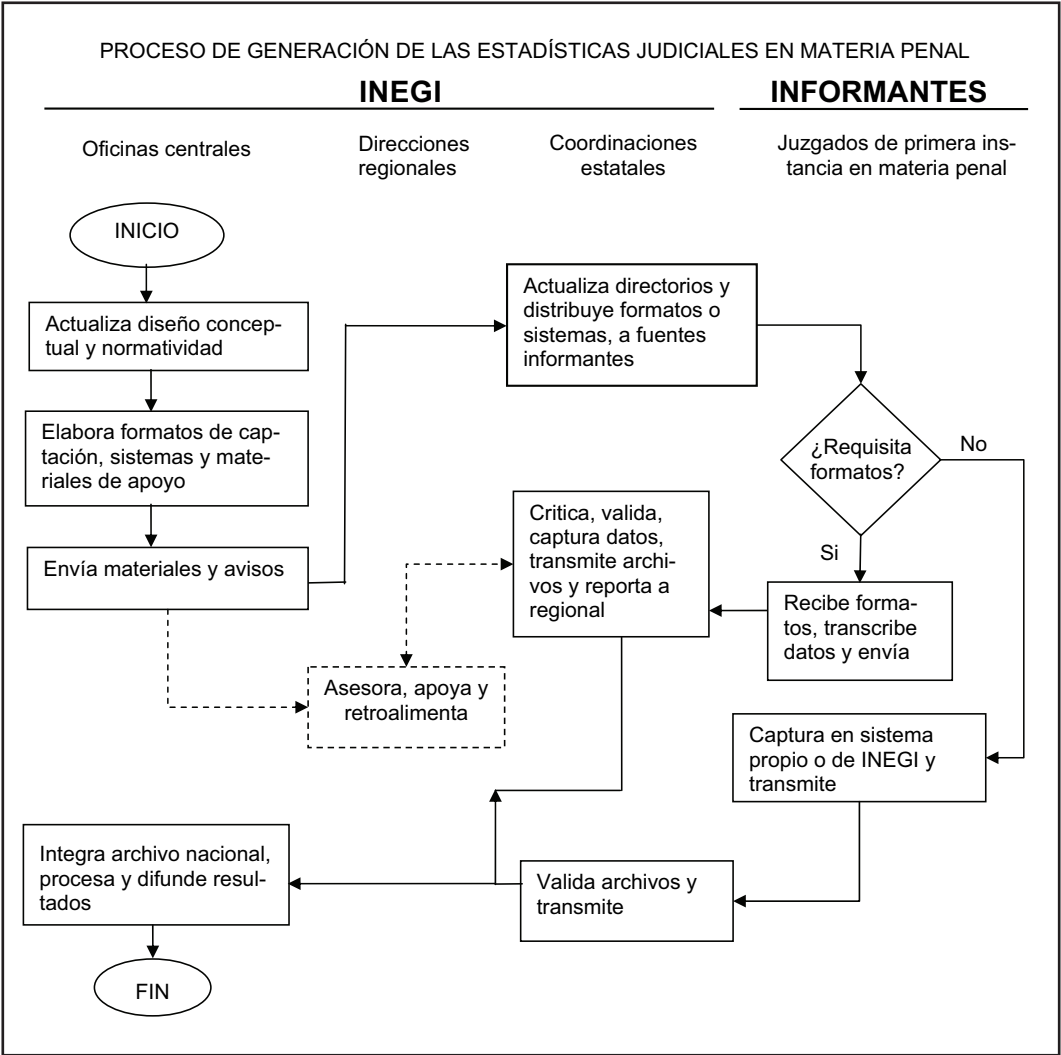 PROCESO DE GENERACIÓN DE LAS ESTADÍSTICAS JUDICIALES EN MATERIA PENAL
INEGI
INFORMANTES
Oficinas centrales
Direcciones
regionales
Coordinaciones
estatales
Juzgados de primera ins-
tancia en materia penal
INICIO
Actualiza diseño concep-
tual y normatividad
Elabora formatos de cap-
tación, sistemas y mate-
riales de apoyo
Envía materiales y avisos
Actualiza directorios y
distribuye formatos o
sistemas, a fuentes
informantes
¿Requisita
formatos?
No
Si
Recibe forma-
tos, transcribe
datos y envía
Critica, valida,
captura datos,
transmite archi-
vos y reporta a
regional
Asesora, apoya y
retroalimenta
Captura en sistema
propio o de INEGI y
transmite
Valida archivos y
transmite
Integra archivo nacional,
procesa y difunde resul-
tados
FIN